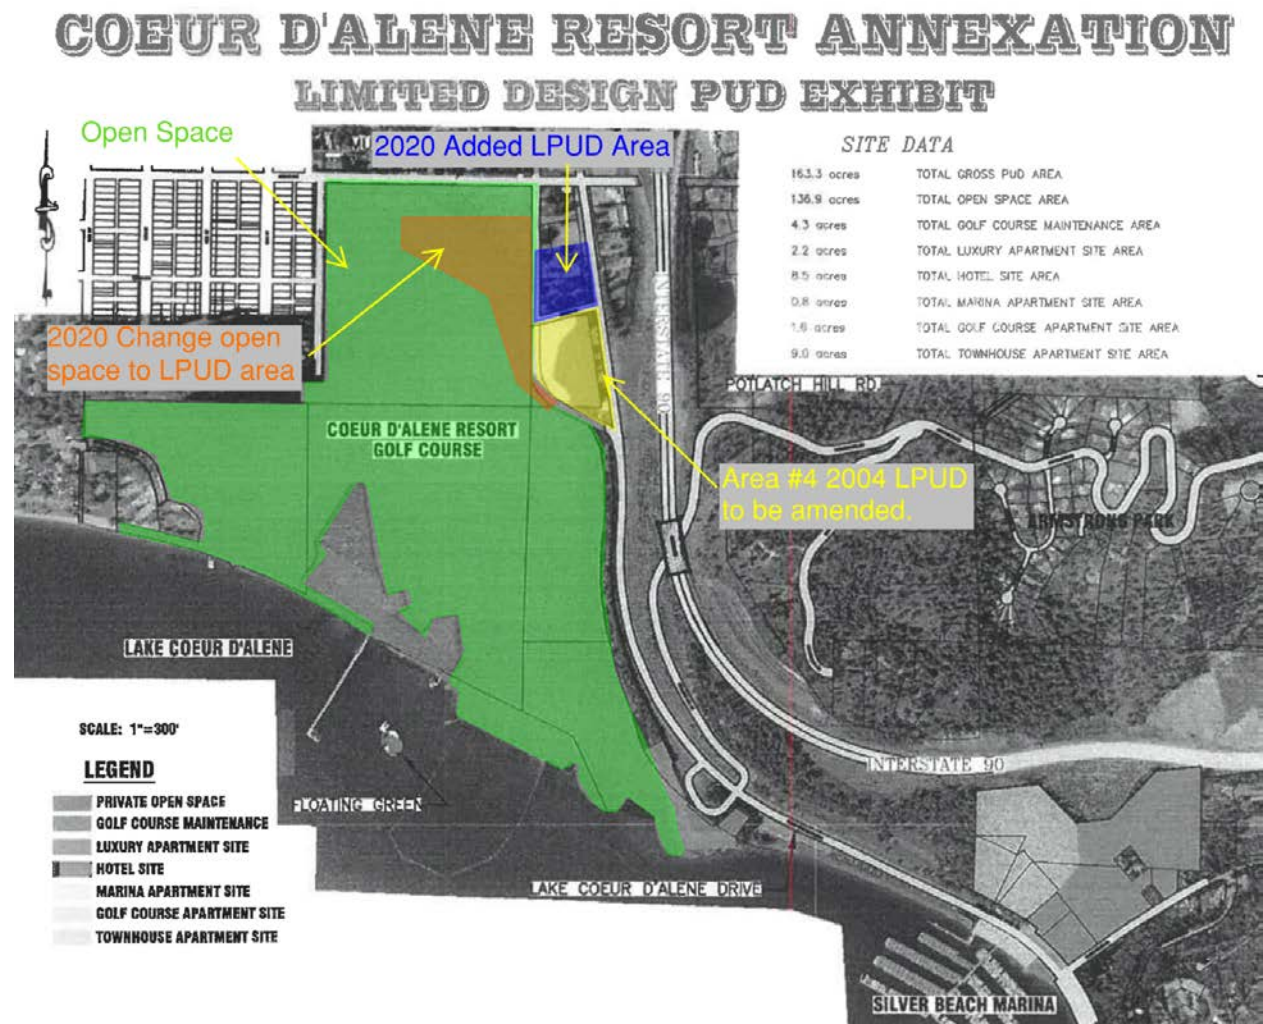 COEUR D'ALENE RESORT ANNEXATION
LIMITED DESIGN PUD EXHIBIT
Open Space
2020 Added LPUD Area
SITE DATA
163.3 acres TOTAL GROSS PUD AREA
136.9 acres TOTAL OPEN SPACE AREA
4.3 acres TOTAL GOLF COURSE MAINTENANCE AREA
2.2 acres TOTAL LUXURY APARTMENT SITE AREA
8.5 acres TOTAL HOTEL SITE AREA
0.8 acres TOTAL MARINA APARTMENT SITE AREA
1.6 acres TOTAL GOLF COURSE APARTMENT SITE AREA
9.0 acres TOTAL TOWNHOUSE APARTMENT SITE AREA
2020 Change open
space to LPUD area
INTERSTATE 90
POTLATCH HILL RD.
COEUR D'ALENE RESORT
GOLF COURSE
Area #4 2004 LPUD
to be amended.
ARMSTRONG PARK
LAKE COEUR D'ALENE
SCALE: 1"=300'
LEGEND
PRIVATE OPEN SPACE
GOLF COURSE MAINTENANCE
LUXURY APARTMENT SITE
HOTEL SITE
MARINA APARTMENT SITE
GOLF COURSE APARTMENT SITE
TOWNHOUSE APARTMENT SITE
FLOATING GREEN
INTERSTATE 90
LAKE COEUR D'ALENE DRIVE
SILVER BEACH MARINA